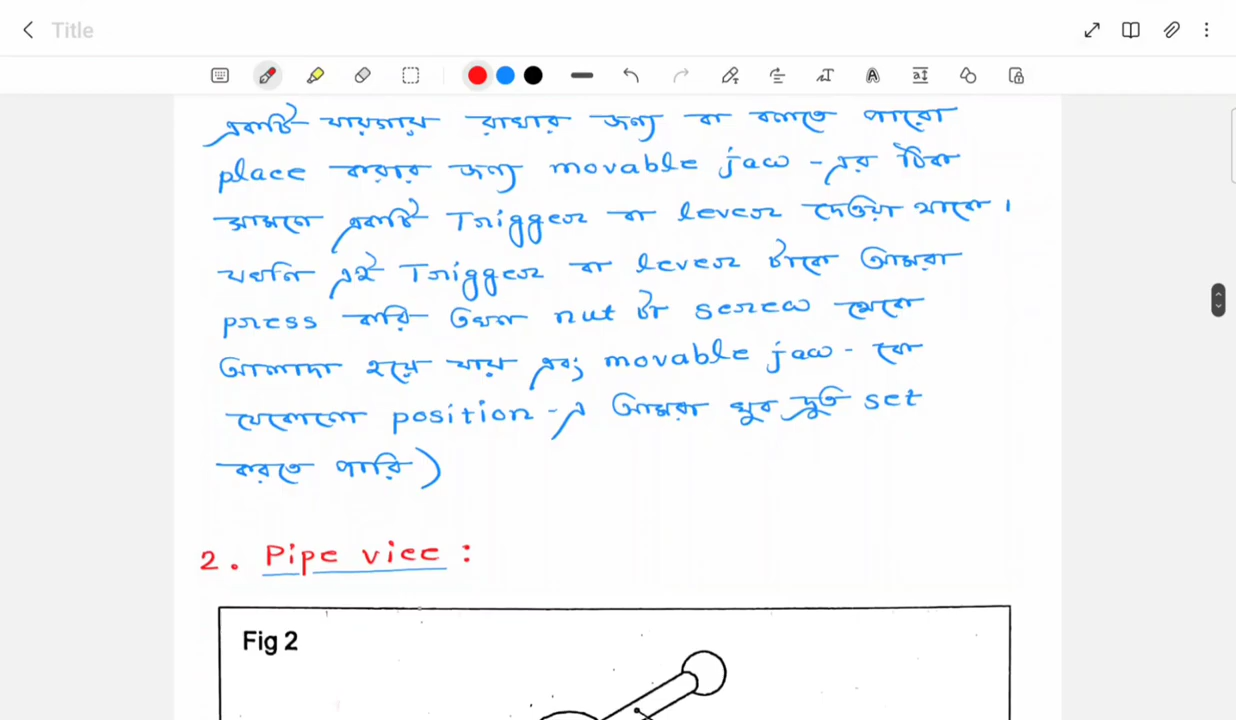 Title
একটি যায়গায় রাখার জন্য বা বলতে পারো
place করার জন্য movable jaw -এর ঠিক
সামনে একটি Trigger বা lever দেওয়া থাকে।
যখনি এই Trigger বা lever টাকে আমরা
press করি তখন nut টা screw থেকে
আলাদা হয়ে যায় এবং movable jaw - কে
যেকোনো position -এ আমরা খুব দ্রুত set
করতে পারি)
2. Pipe vice :
Fig 2